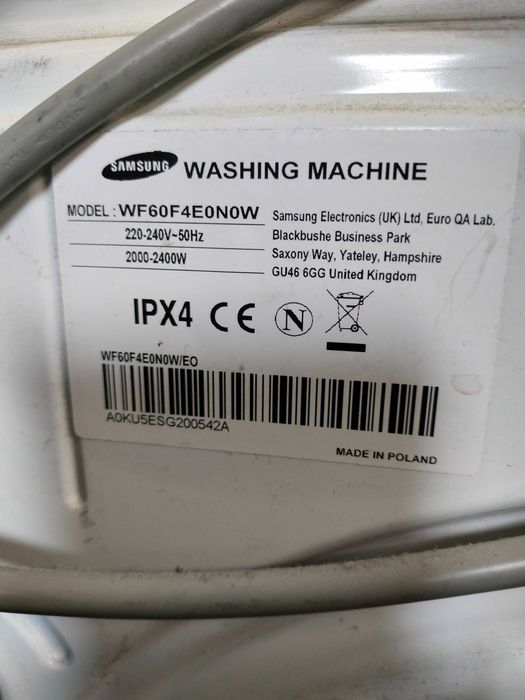 SAMSUNG WASHING MACHINE
MODEL : WF60F4E0N0W
220-240V~50Hz
2000-2400W
Samsung Electronics (UK) Ltd, Euro QA Lab.
Blackbushe Business Park
Saxony Way, Yateley, Hampshire
GU46 6GG United Kingdom
IPX4 CE N
WF60F4E0N0W/EO
A0KU5ESG200542A
MADE IN POLAND